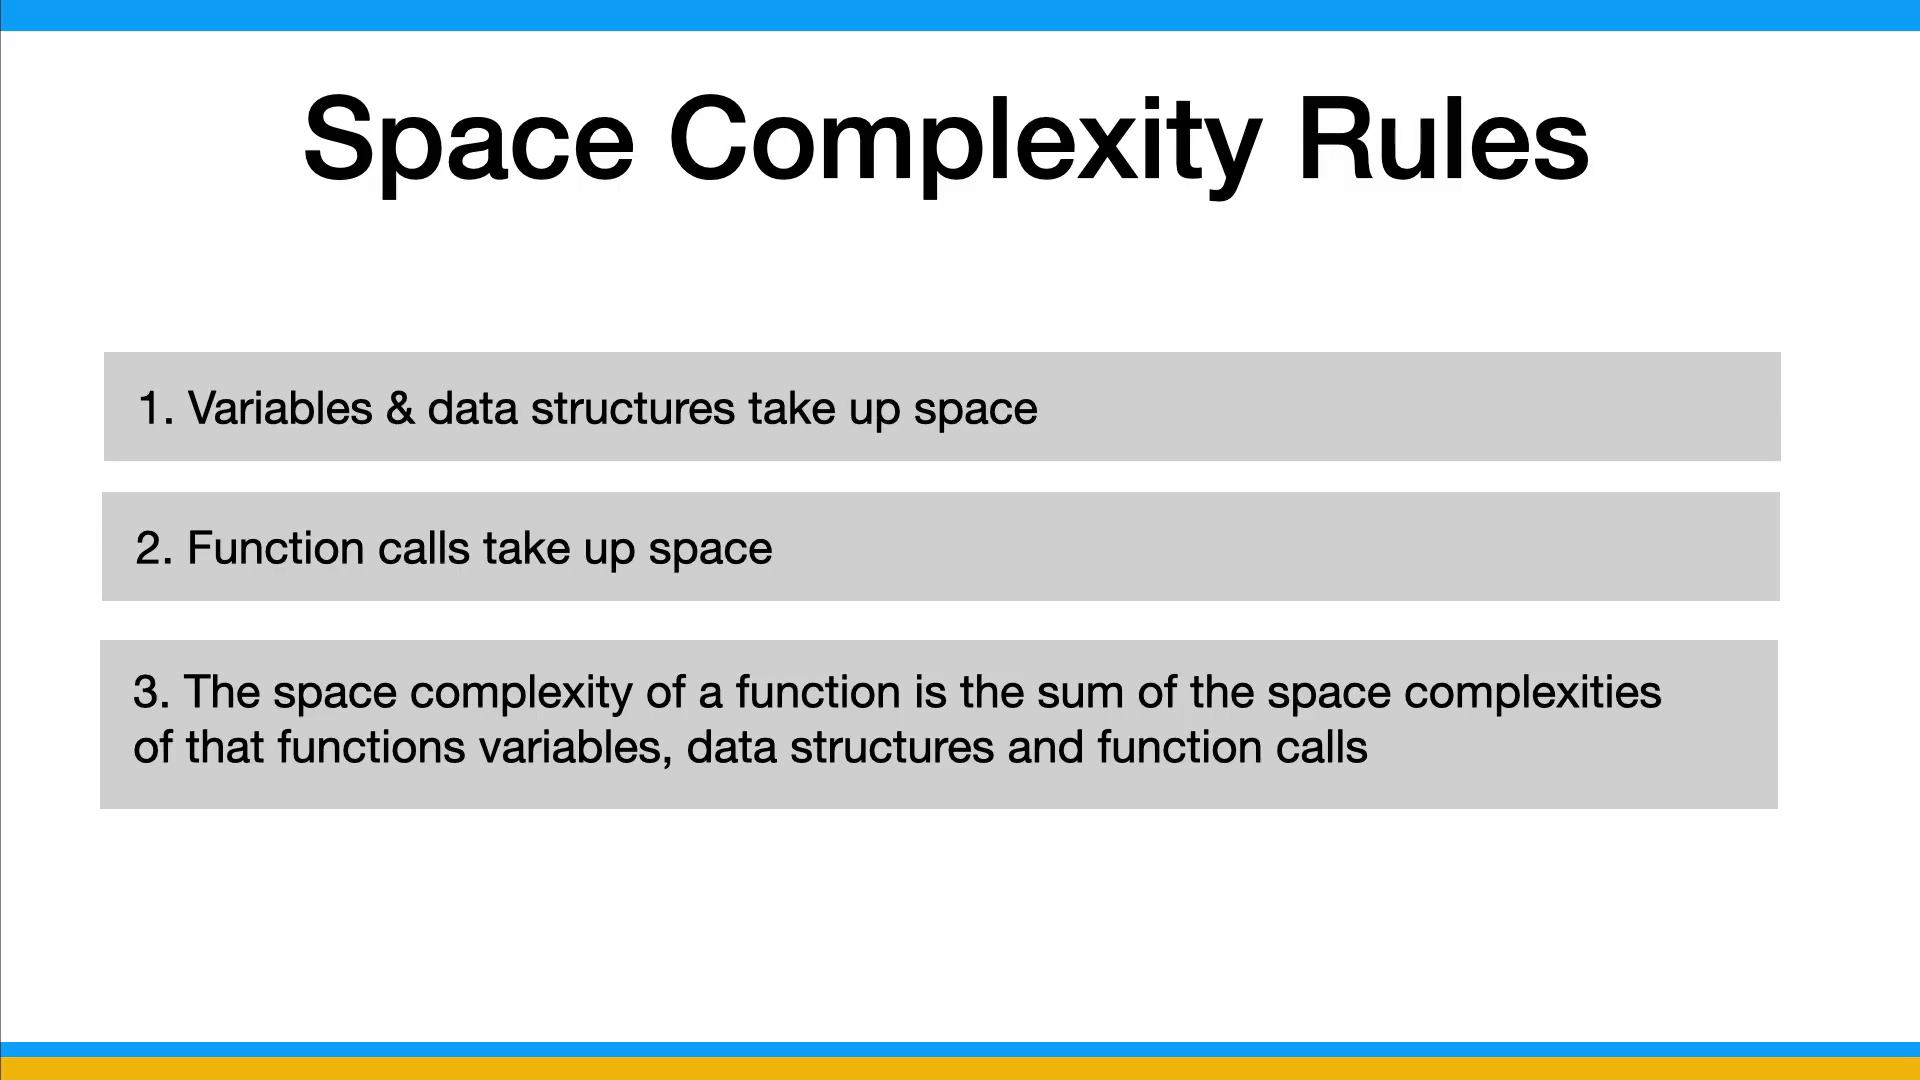 Space Complexity Rules
1. Variables & data structures take up space
2. Function calls take up space
3. The space complexity of a function is the sum of the space complexities
of that functions variables, data structures and function calls